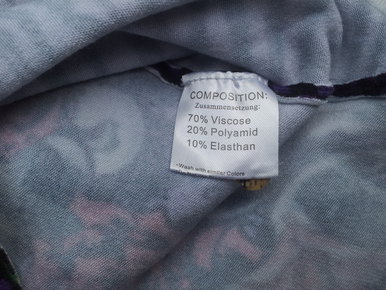 COMPOSITION:
Zusammensetzung:
70% Viscose
20% Polyamid
10% Elasthan
-Wash with similar Colors